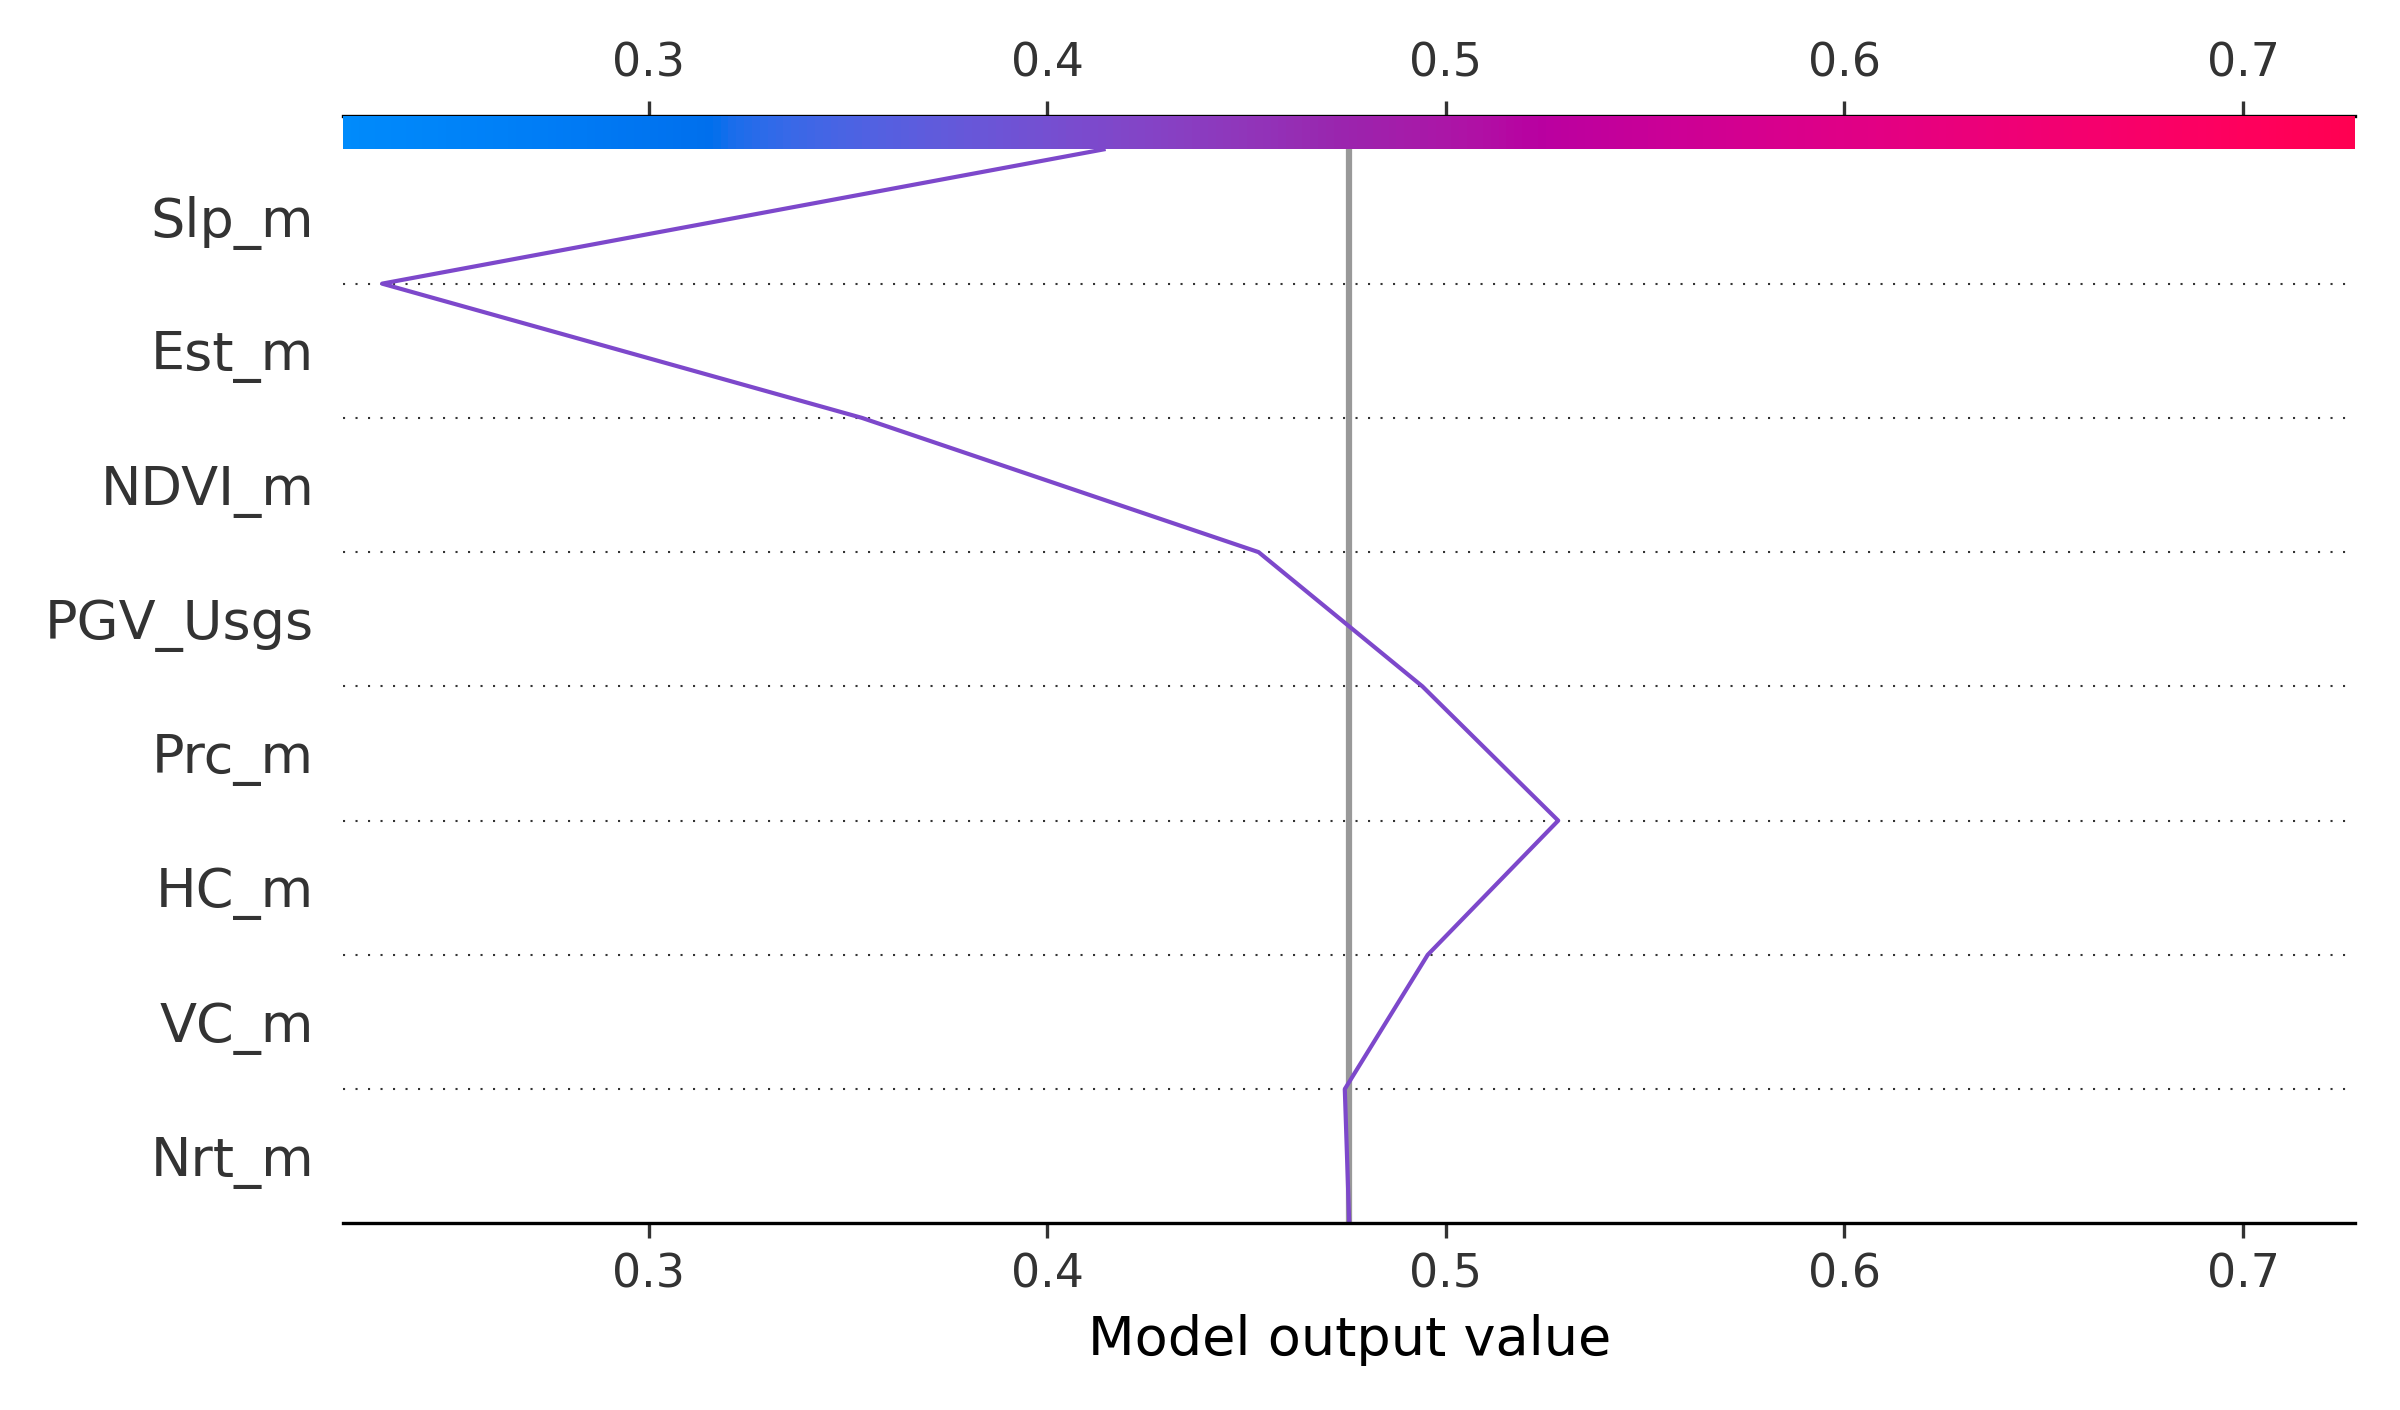 0.3 0.4 0.5 0.6 0.7
Slp_m
Est_m
NDVI_m
PGV_Usgs
Prc_m
HC_m
VC_m
Nrt_m
0.3 0.4 0.5 0.6 0.7
Model output value